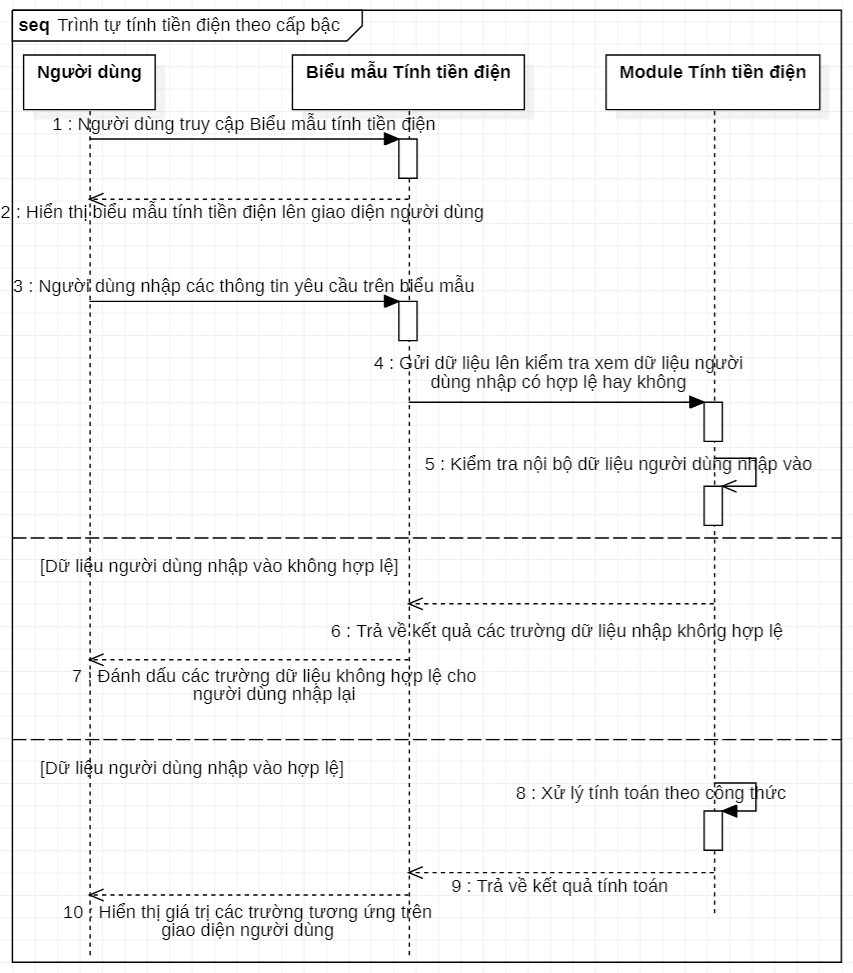 seq Trình tự tính tiền điện theo cấp bậc
Người dùng
Biểu mẫu Tính tiền điện
Module Tính tiền điện
1 : Người dùng truy cập Biểu mẫu tính tiền điện
2 : Hiển thị biểu mẫu tính tiền điện lên giao diện người dùng
3 : Người dùng nhập các thông tin yêu cầu trên biểu mẫu
4 : Gửi dữ liệu lên kiểm tra xem dữ liệu người
dùng nhập có hợp lệ hay không
5 : Kiểm tra nội bộ dữ liệu người dùng nhập vào
[Dữ liệu người dùng nhập vào không hợp lệ]
6 : Trả về kết quả các trường dữ liệu nhập không hợp lệ
7 : Đánh dấu các trường dữ liệu không hợp lệ cho
người dùng nhập lại
[Dữ liệu người dùng nhập vào hợp lệ]
8 : Xử lý tính toán theo công thức
9 : Trả về kết quả tính toán
10 : Hiển thị giá trị các trường tương ứng trên
giao diện người dùng